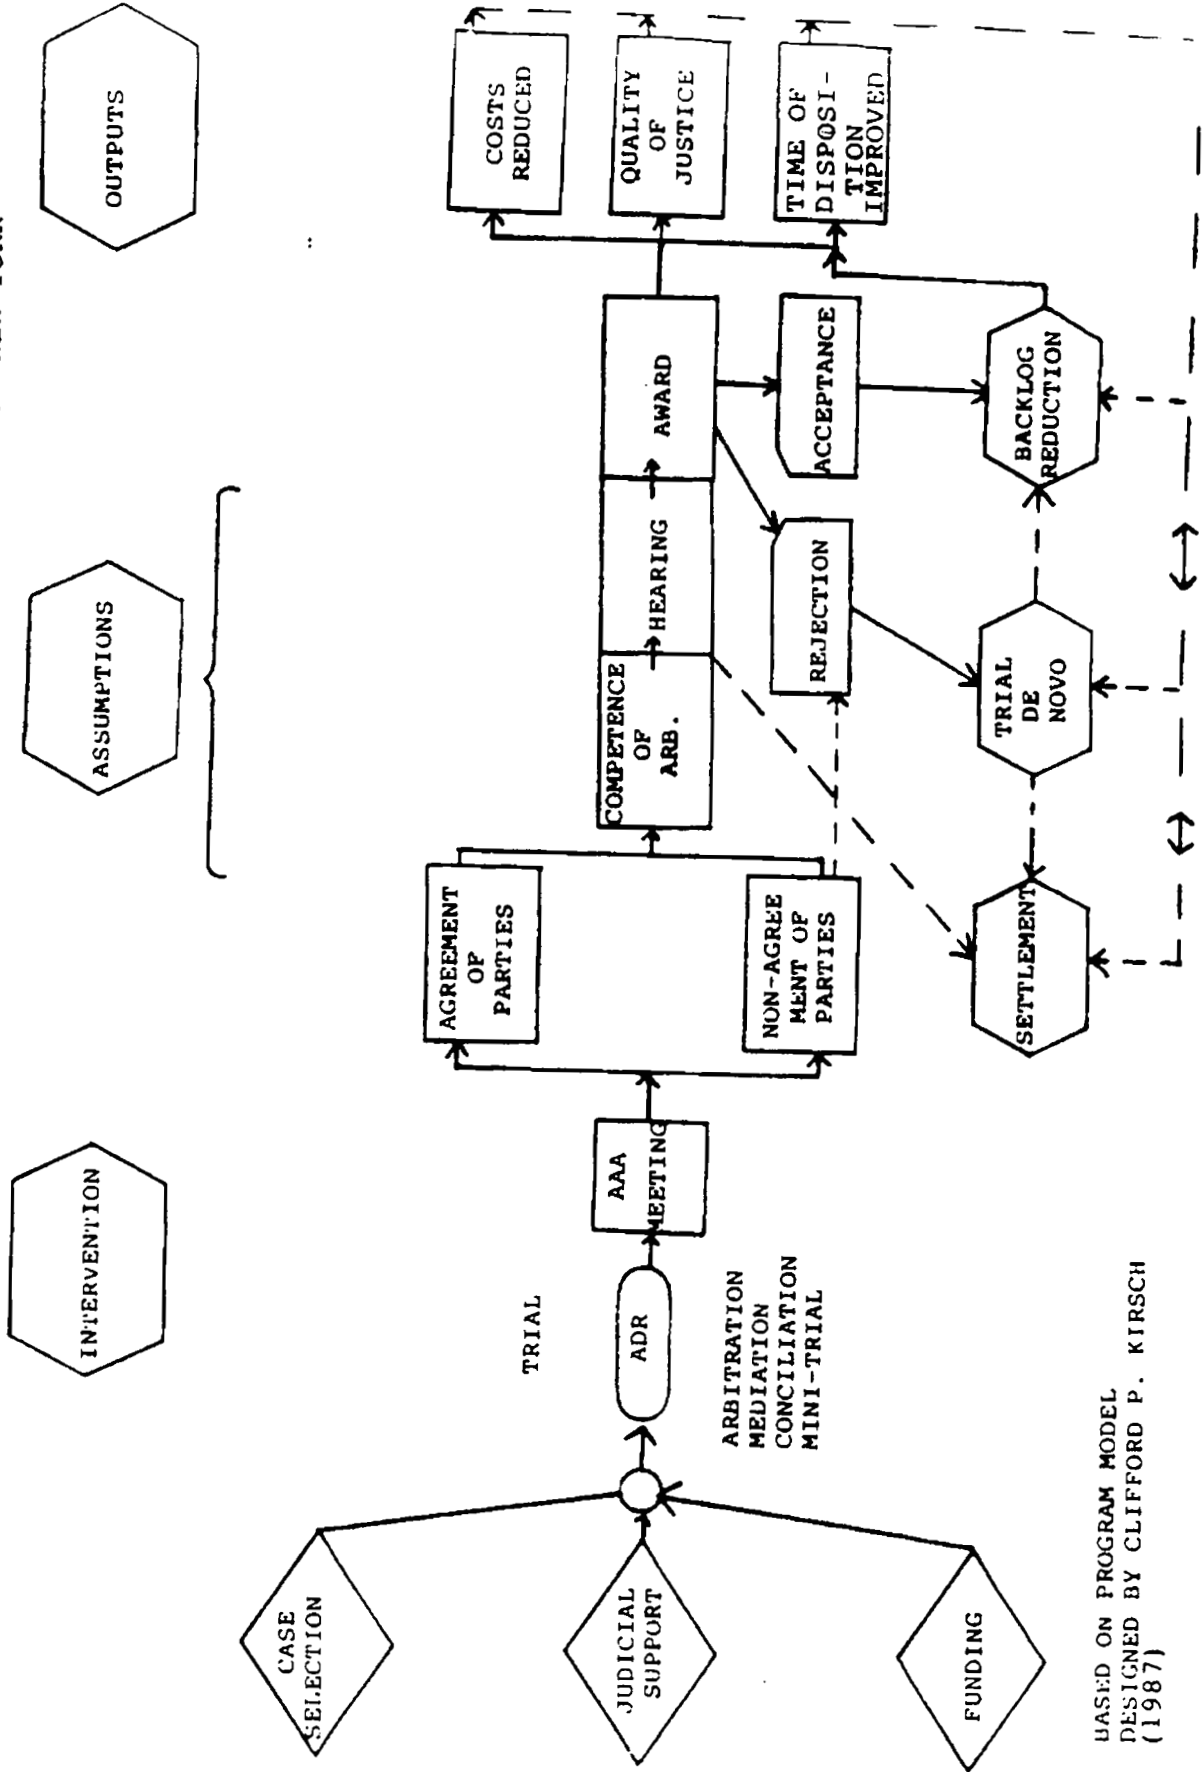 INTERVENTION
ASSUMPTIONS
OUTPUTS
CASE
SELECTION
JUDICIAL
SUPPORT
FUNDING
TRIAL
ADR
ARBITRATION
MEDIATION
CONCILIATION
MINI-TRIAL
AAA
MEETING
AGREEMENT
OF
PARTIES
NON-AGREE
MENT OF
PARTIES
COMPETENCE
OF
ARB.
HEARING
AWARD
REJECTION
ACCEPTANCE
SETTLEMENT
TRIAL
DE
NOVO
BACKLOG
REDUCTION
COSTS
REDUCED
QUALITY
OF
JUSTICE
TIME OF
DISPOSI-
TION
IMPROVED
BASED ON PROGRAM MODEL
DESIGNED BY CLIFFORD P. KIRSCH
(1987)